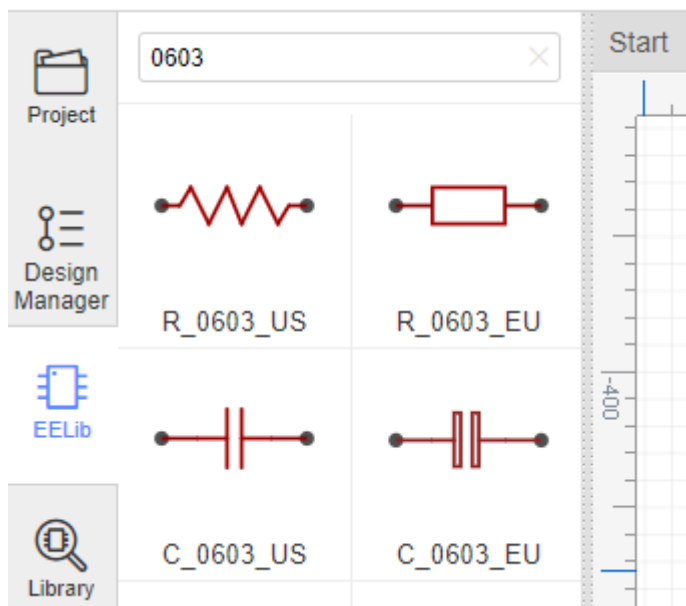 Project
Design
Manager
EELib
Library
0603
R_0603_US
R_0603_EU
C_0603_US
C_0603_EU
Start
-400